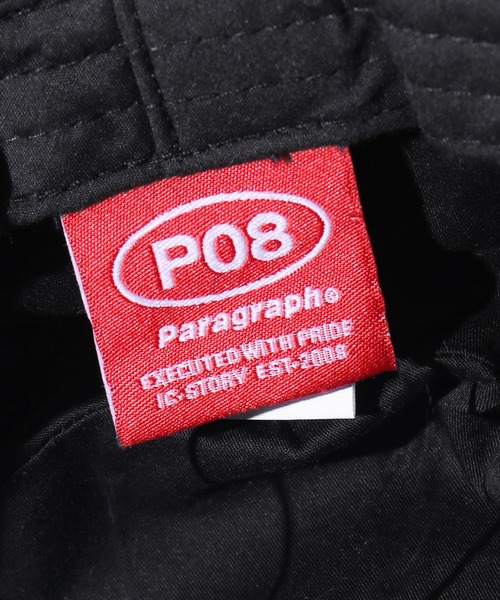 P08
Paragraph®
EXECUTED WITH PRIDE
IC-STORY EST-2008